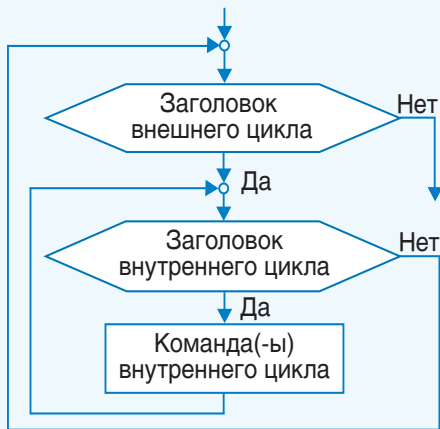 Заголовок
внешнего цикла
Нет
Да
Заголовок
внутреннего цикла
Нет
Да
Команда(-ы)
внутреннего цикла